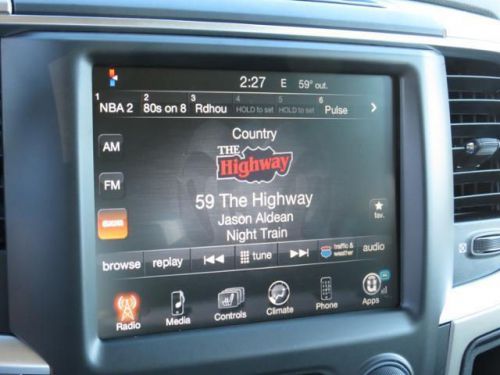 2:27 E 59° out.
1 2 3 4 5 6
NBA 2 80s on 8 Rdhou HOLD to set HOLD to set Pulse
Country
AM
THE
Highway
FM
59 The Highway
Jason Aldean
Night Train
fav.
browse replay tune traffic & weather audio
Radio Media Controls Climate Phone Apps